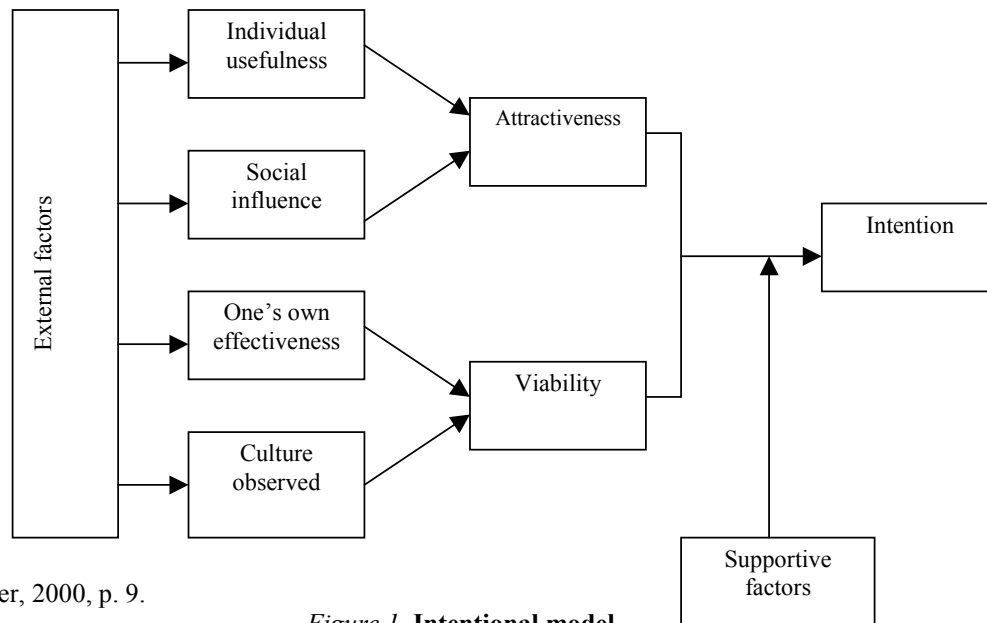 External factors
Individual
usefulness
Social
influence
One's own
effectiveness
Culture
observed
Attractiveness
Viability
Intention
Supportive
factors
er, 2000, p. 9.
Figure 1. Intentional model